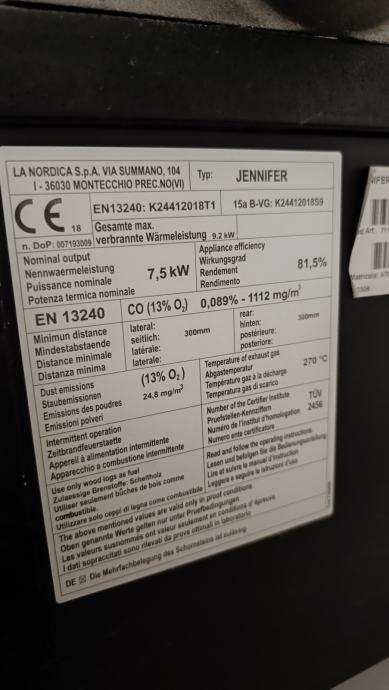 LA NORDICA S.p.A. VIA SUMMANO, 104
I - 36030 MONTECCHIO PREC.NO(VI)
Typ: JENNIFER
CE 18
n. DoP: 007193009
EN13240: K24412018T1
15a B-VG: K24412018S9
Gesamte max.
verbrannte Wärmeleistung 9.2 kW
Nominal output
Nennwaermeleistung
Puissance nominale
Potenza termica nominale
7,5 kW
Appliance efficiency
Wirkungsgrad
Rendement
Rendimento
81,5%
EN 13240
CO (13% O₂) 0,089% - 1112 mg/m³
Minimun distance
Mindestabstaende
Distance minimale
Distanza minima
lateral:
seitlich:
latérale:
laterale:
300mm
rear:
hinten:
postérieure:
posteriore:
300mm
Dust emissions
Staubemissionen
Emissions des poudres
Emissioni polveri
(13% O₂)
24,8 mg/m³
Temperature of exhaust gas
Abgastemperatur
Température gaz à la décharge
Temperatura gas di scarico
270 °C
Intermittent operation
Zeitbrandfeuerstaette
Appareil à alimentation intermittente
Apparecchio a combustione intermittente
Number of the Certifier Institute
Pruefstellen-Kennziffern
Numéro de l'Institut d'homologation
Numero ente certificatore
TÜV
2456
Use only wood logs as fuel
Zulaessige Brenstoffe: Scheitholz
Utiliser seulement bûches de bois comme
combustible.
Utilizzare solo ceppi di legna come combustibile
Read and follow the operating instructions.
Lesen und befolgen Sie die Bedienungsanleitung
Lire et suivre le manuel d'instruction
Leggere e seguire le istruzioni d'uso
The above mentioned values are valid only in proof conditions
Oben genannte Werte gelten nur unter Pruefbedingungen
Les valeurs susnommés ont valeur seulement en conditions d'épreuve
I dati sopraccitati sono rilevati da prove ottimali in laboratorio
DE ☒ Die Mehrfachbelegung des Schornsteins ist zulässig